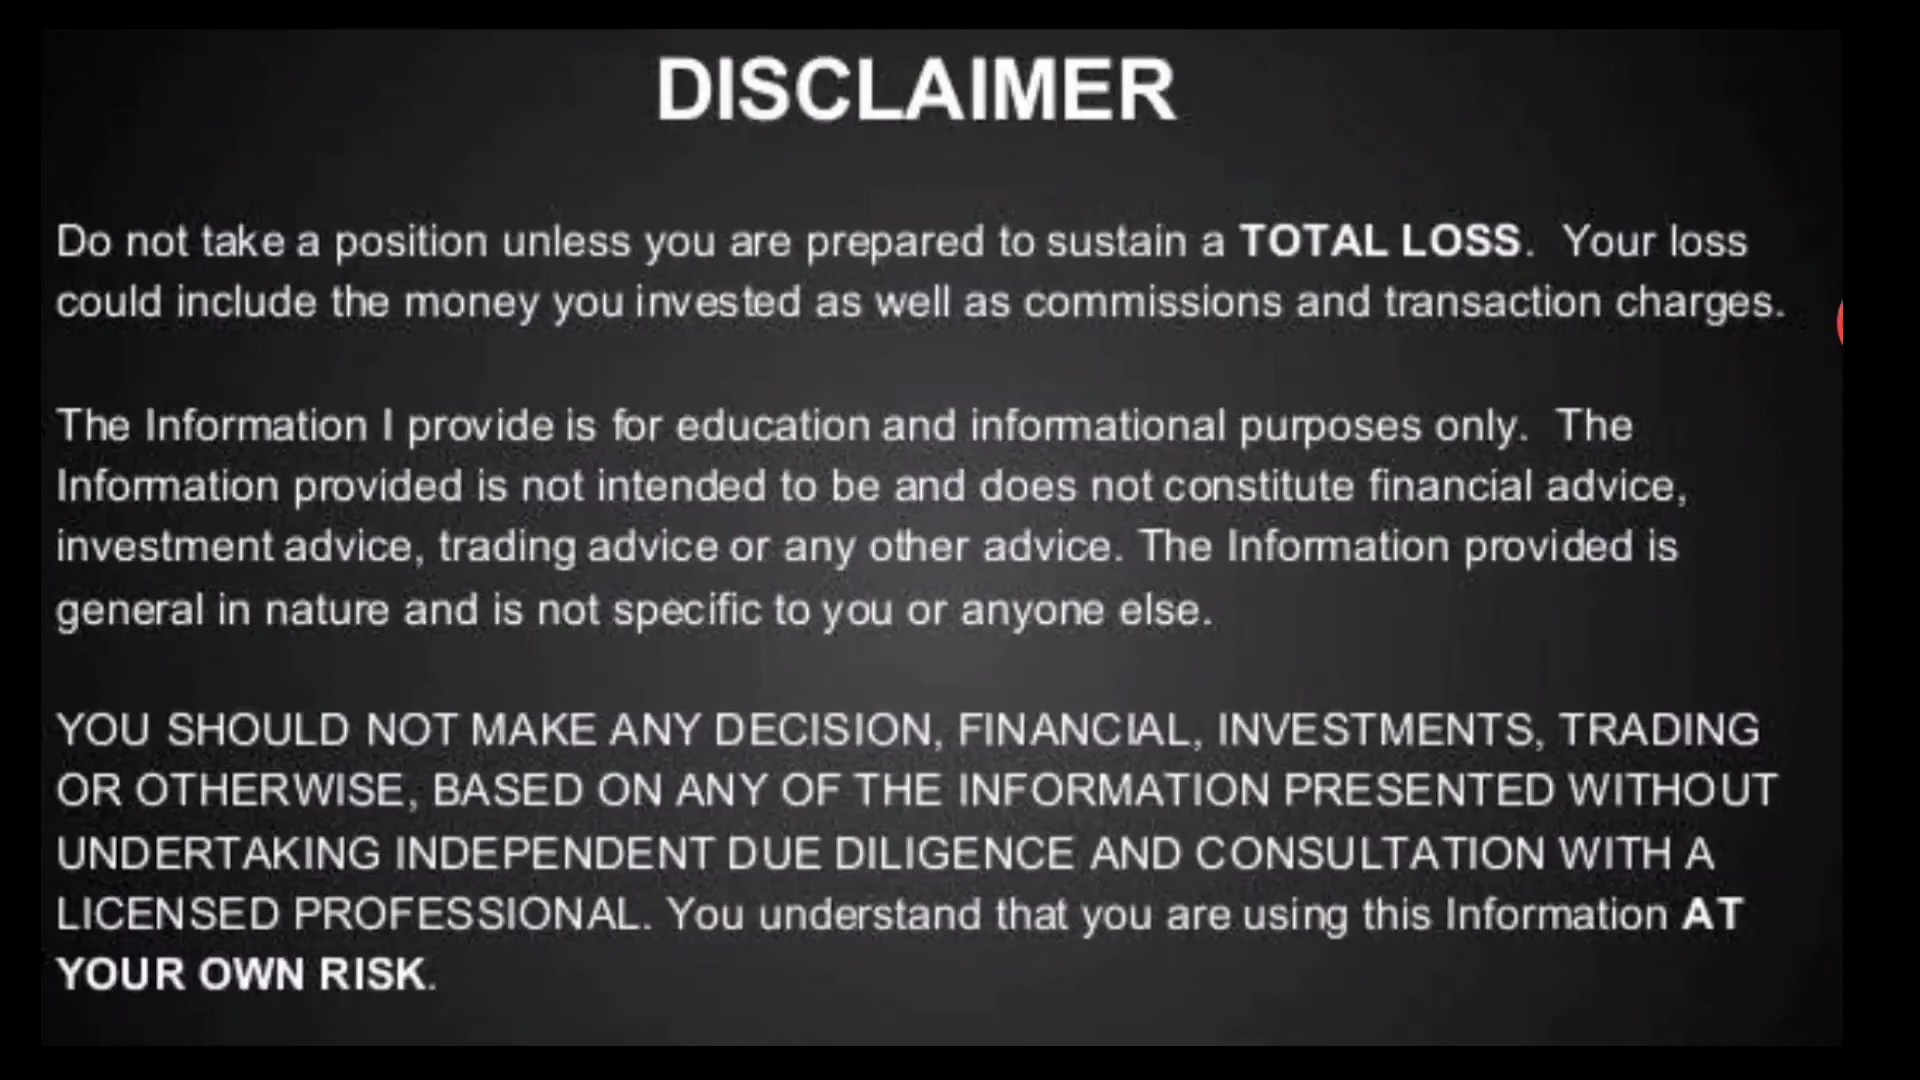 DISCLAIMER
Do not take a position unless you are prepared to sustain a TOTAL LOSS. Your loss
could include the money you invested as well as commissions and transaction charges.
The Information I provide is for education and informational purposes only. The
Information provided is not intended to be and does not constitute financial advice,
investment advice, trading advice or any other advice. The Information provided is
general in nature and is not specific to you or anyone else.
YOU SHOULD NOT MAKE ANY DECISION, FINANCIAL, INVESTMENTS, TRADING
OR OTHERWISE, BASED ON ANY OF THE INFORMATION PRESENTED WITHOUT
UNDERTAKING INDEPENDENT DUE DILIGENCE AND CONSULTATION WITH A
LICENSED PROFESSIONAL. You understand that you are using this Information AT
YOUR OWN RISK.